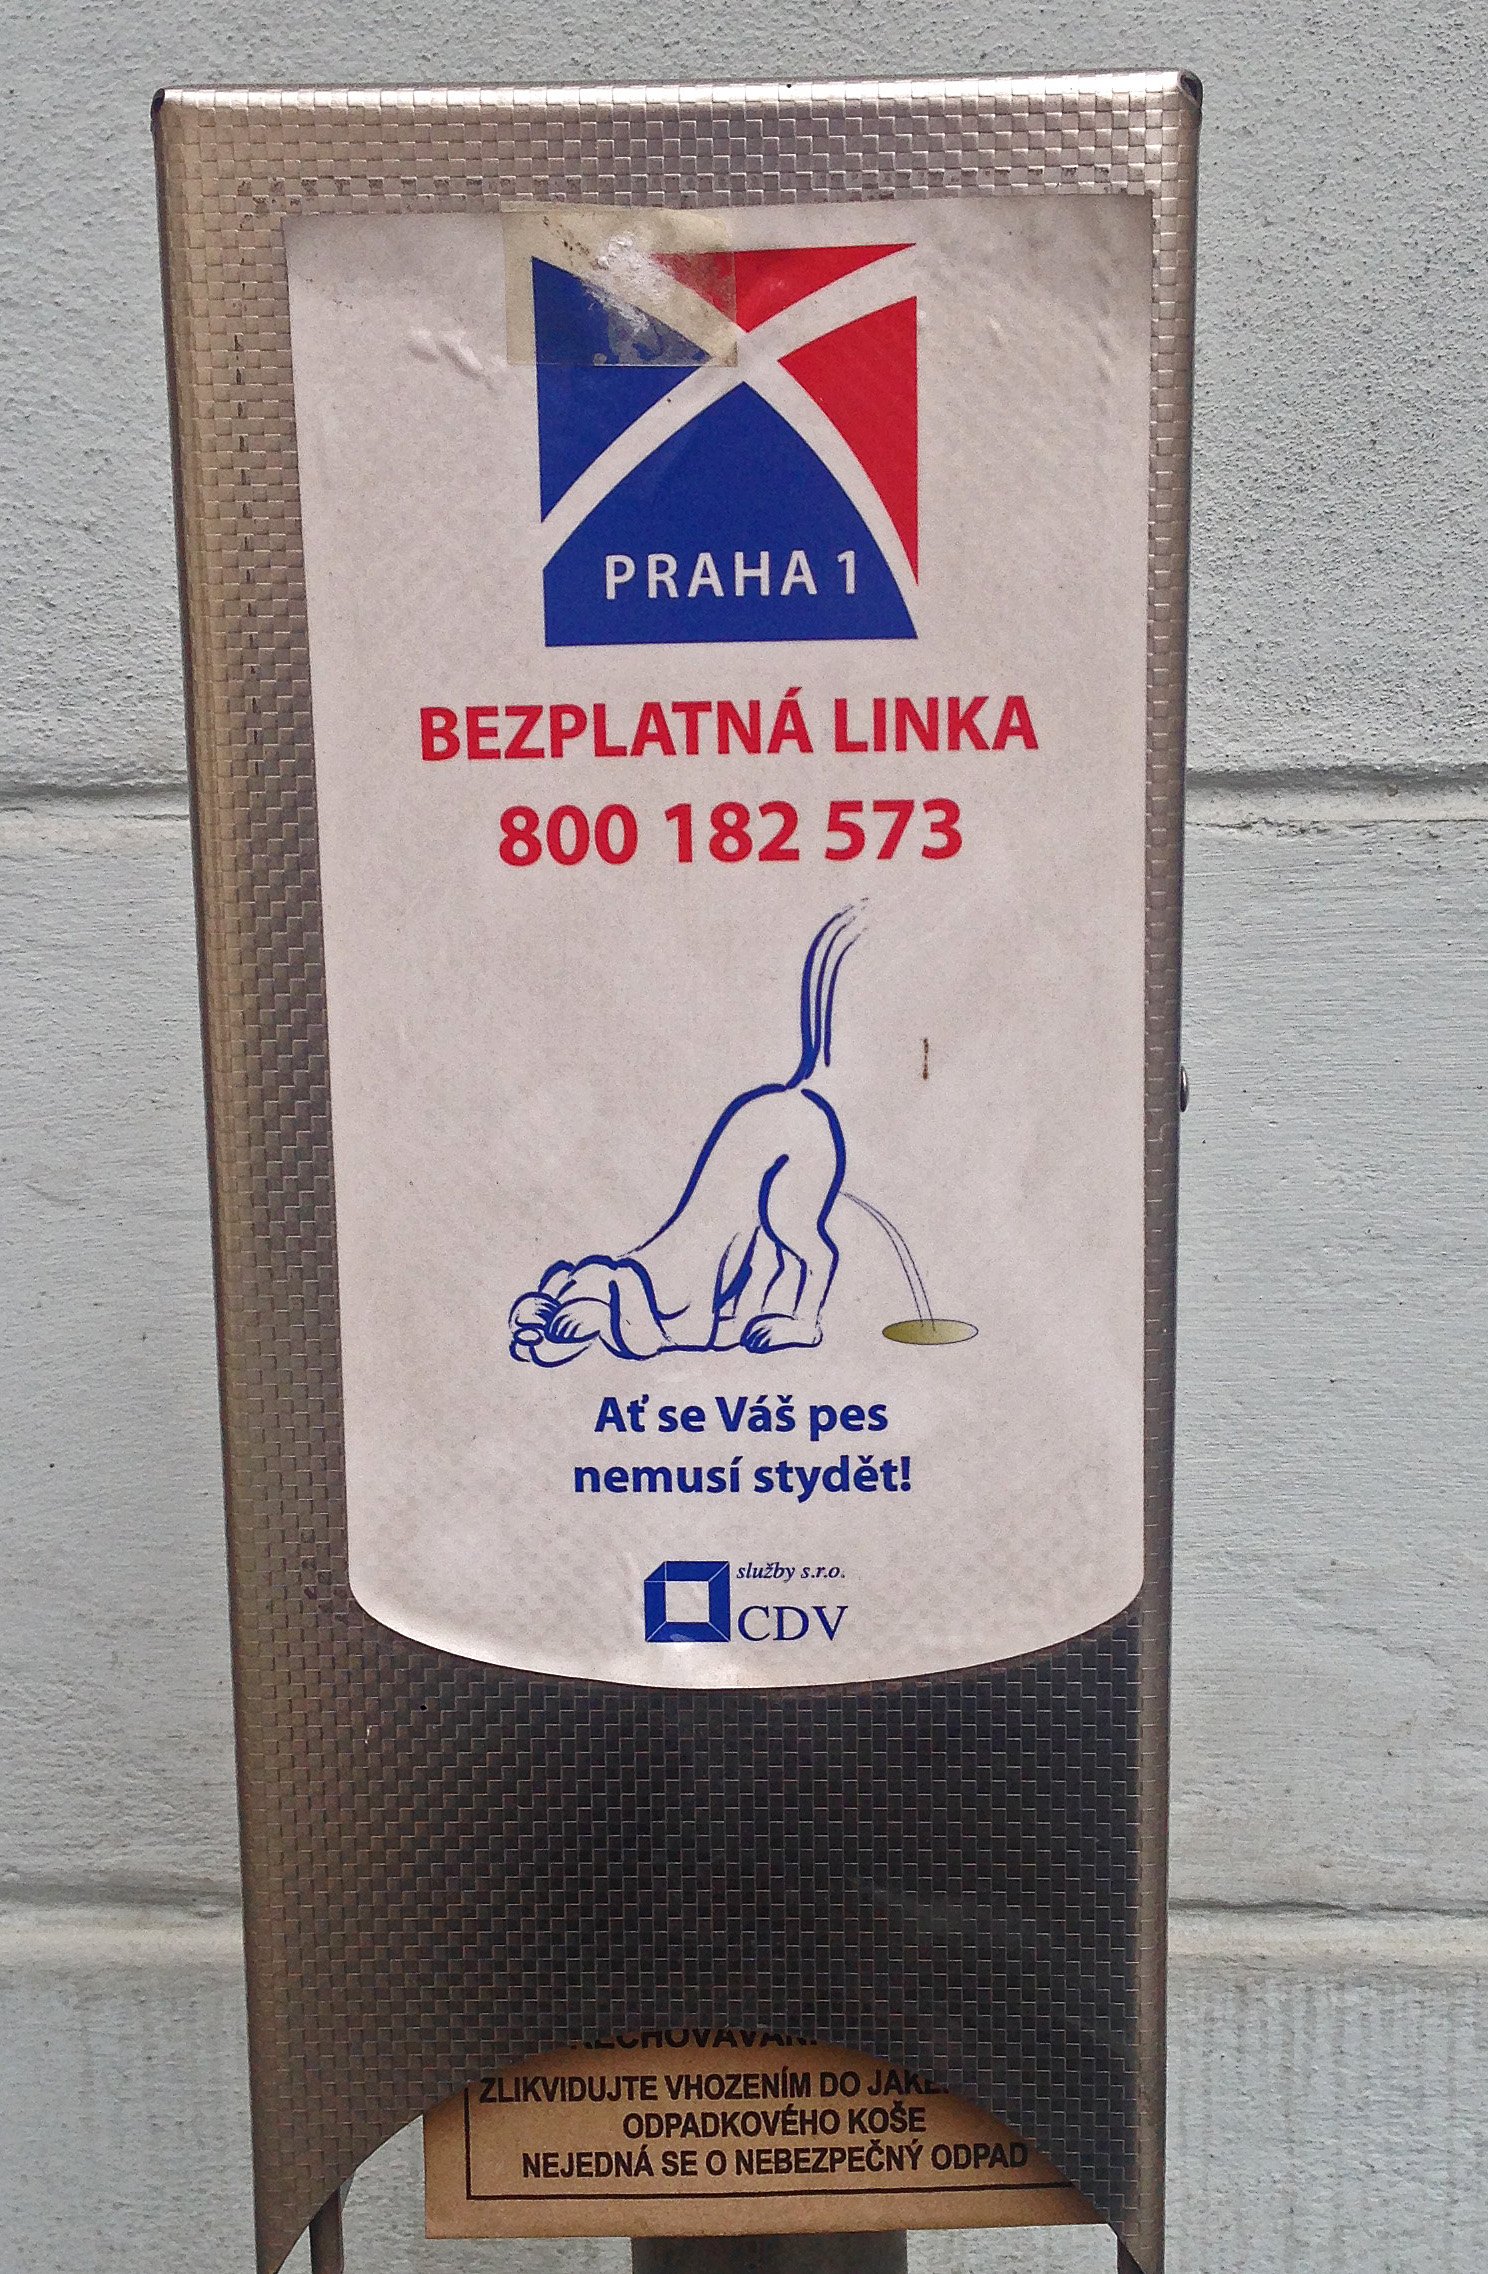 PRAHA 1
BEZPLATNÁ LINKA
800 182 573
Ať se Váš pes
nemusí stydět!
služby s.r.o.
CDV
ZLIKVIDUJTE VHOZENÍM DO
ODPADKOVÉHO KOŠE
NEJEDNÁ SE O NEBEZPEČNÝ ODPAD